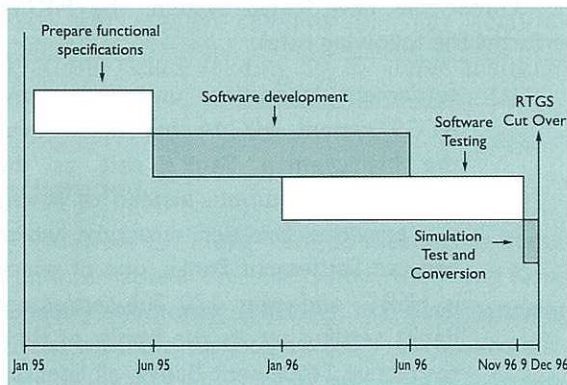 Prepare functional
specifications
Software development
RTGS
Cut Over
Software
Testing
Simulation
Test and
Conversion
Jan 95
Jun 95
Jan 96
Jun 96
Nov 96
9 Dec 96